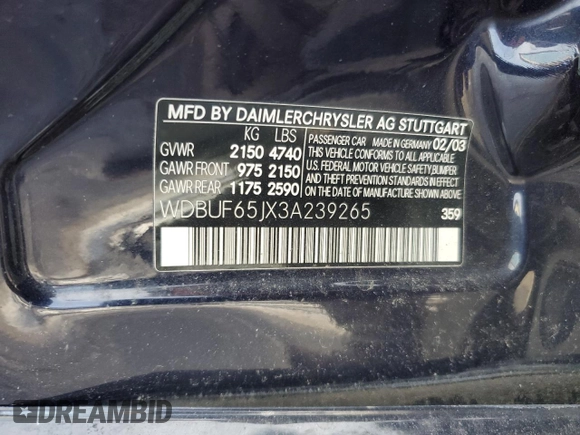 MFD BY DAIMLERCHRYSLER AG STUTTGART
KG LBS
GVWR 2150 4740
GAWR FRONT 975 2150
GAWR REAR 1175 2590
PASSENGER CAR MADE IN GERMANY 02/03
THIS VEHICLE CONFORMS TO ALL APPLICABLE
U.S. FEDERAL MOTOR VEHICLE SAFETY,BUMPER
AND THEFT PREVENTION STANDARDS IN EFFECT
ON THE DATE OF MANUFACTURE SHOWN ABOVE.
WDBUF65JX3A239265 359
DREAMBID